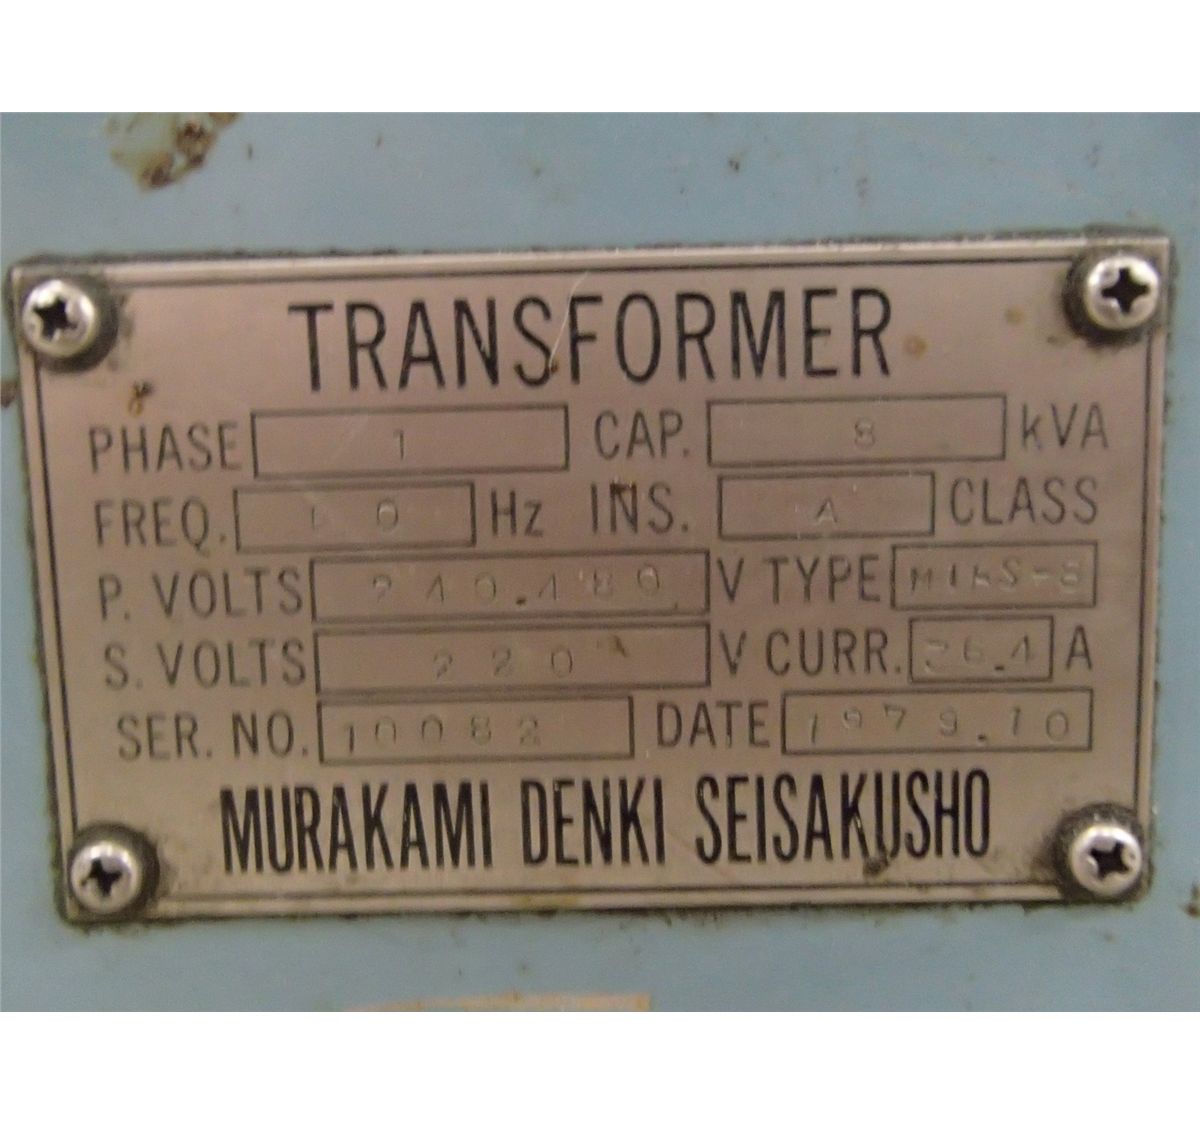 TRANSFORMER
PHASE 1 CAP. 8 kVA
FREQ. Hz INS. A CLASS
P. VOLTS 240.480 V TYPE
S. VOLTS 220 V CURR. 36.4 A
SER. NO. 10082 DATE 1979.10
MURAKAMI DENKI SEISAKUSHO